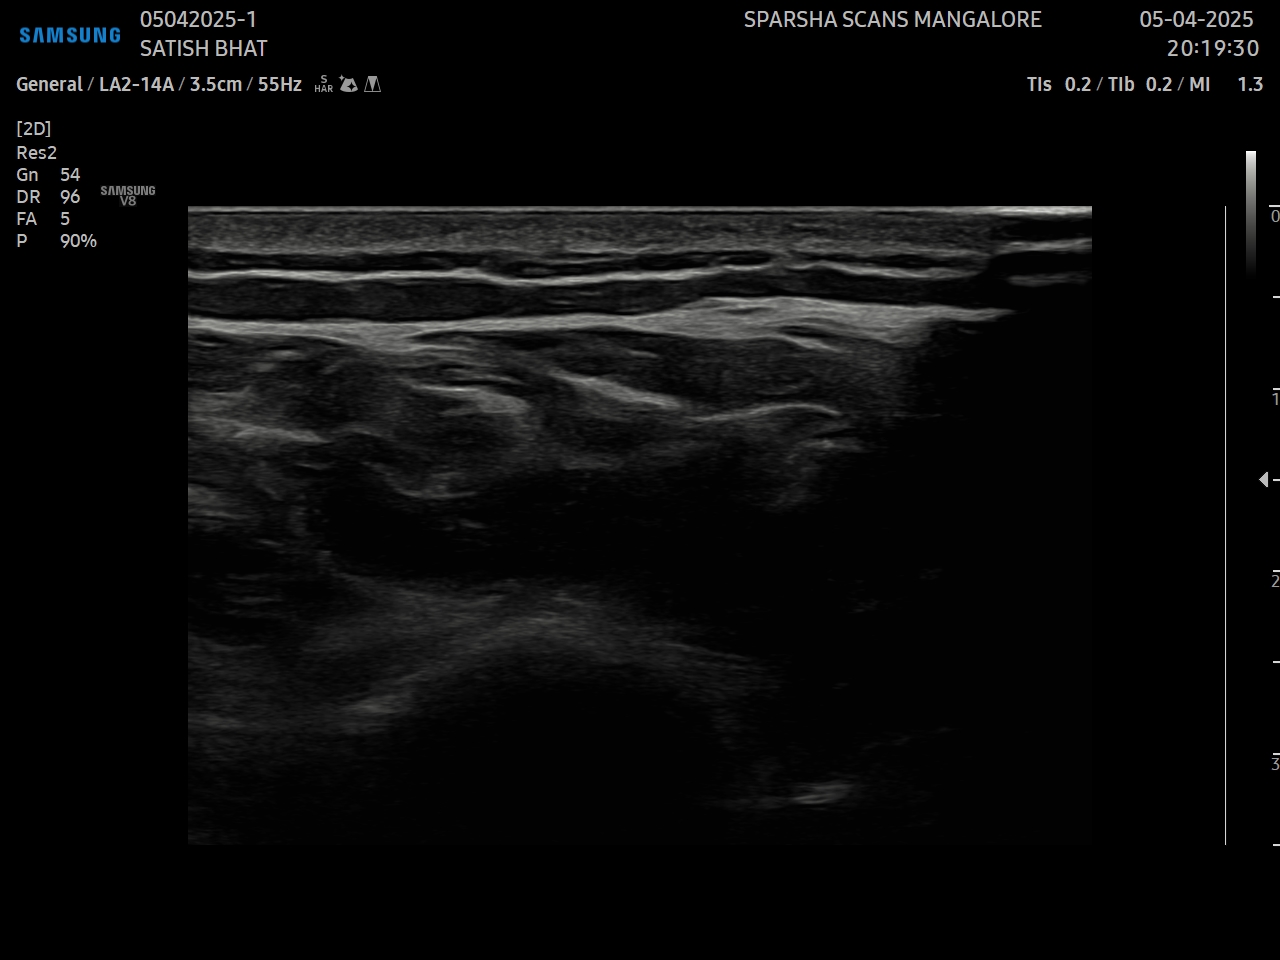 SAMSUNG
05042025-1
SATISH BHAT
SPARSHA SCANS MANGALORE
05-04-2025
20:19:30
General / LA2-14A / 3.5cm / 55Hz
S
HAR
TIs 0.2 / TIb 0.2 / MI 1.3
[2D]
Res2
Gn 54
DR 96
FA 5
P 90%
SAMSUNG
V8
0
1
2
3